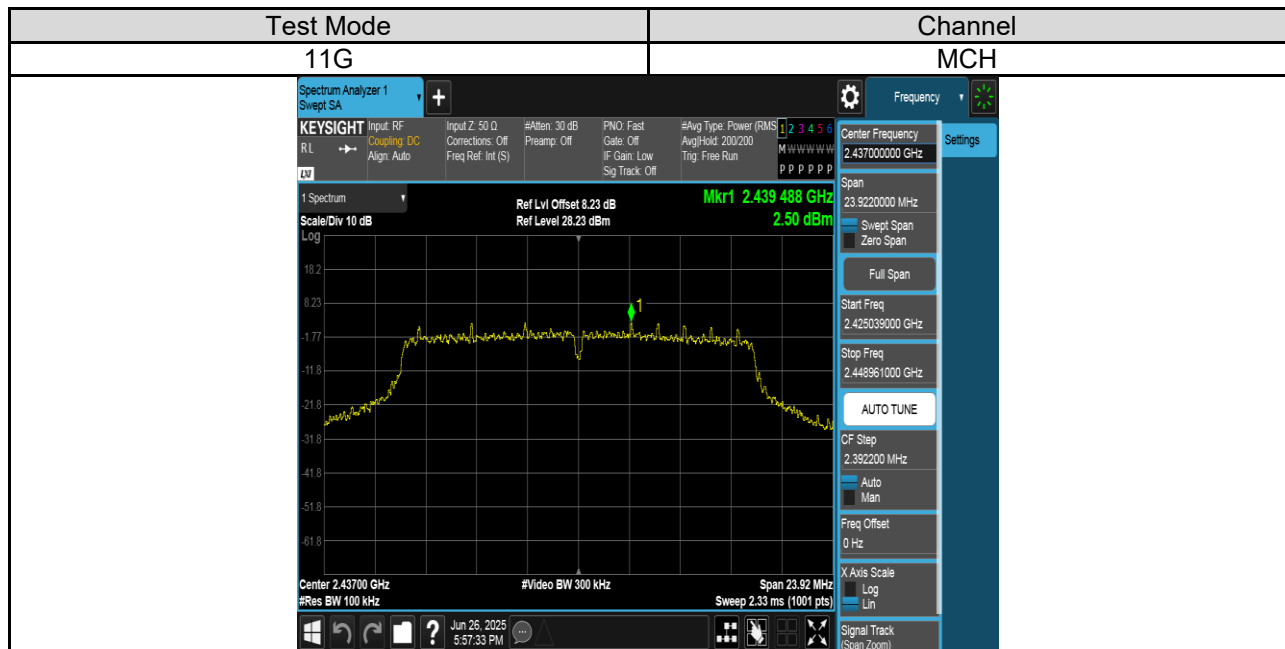 Test Mode Channel
11G MCH
Spectrum Analyzer 1
Swept SA
+
Frequency
KEYSIGHT
RL
LXI
Input: RF
Coupling: DC
Align: Auto
Input Z: 50 Ω
Corrections: Off
Freq Ref: Int (S)
#Atten: 30 dB
Preamp: Off
PNO: Fast
Gate: Off
IF Gain: Low
Sig Track: Off
#Avg Type: Power (RMS
Avg|Hold: 200/200
Trig: Free Run
1 2 3 4 5 6
M W W W W W
P P P P P P
Center Frequency
2.437000000 GHz
Settings
1 Spectrum
Scale/Div 10 dB
Ref Lvl Offset 8.23 dB
Ref Level 28.23 dBm
Mkr1 2.439 488 GHz
2.50 dBm
Log
18.2
8.23
-1.77
-11.8
-21.8
-31.8
-41.8
-51.8
-61.8
1
Center 2.43700 GHz
#Res BW 100 kHz
#Video BW 300 kHz
Span 23.92 MHz
Sweep 2.33 ms (1001 pts)
Span
23.9220000 MHz
Swept Span
Zero Span
Full Span
Start Freq
2.425039000 GHz
Stop Freq
2.448961000 GHz
AUTO TUNE
CF Step
2.392200 MHz
Auto
Man
Freq Offset
0 Hz
X Axis Scale
Log
Lin
Signal Track
(Span Zoom)
?
Jun 26, 2025
5:57:33 PM